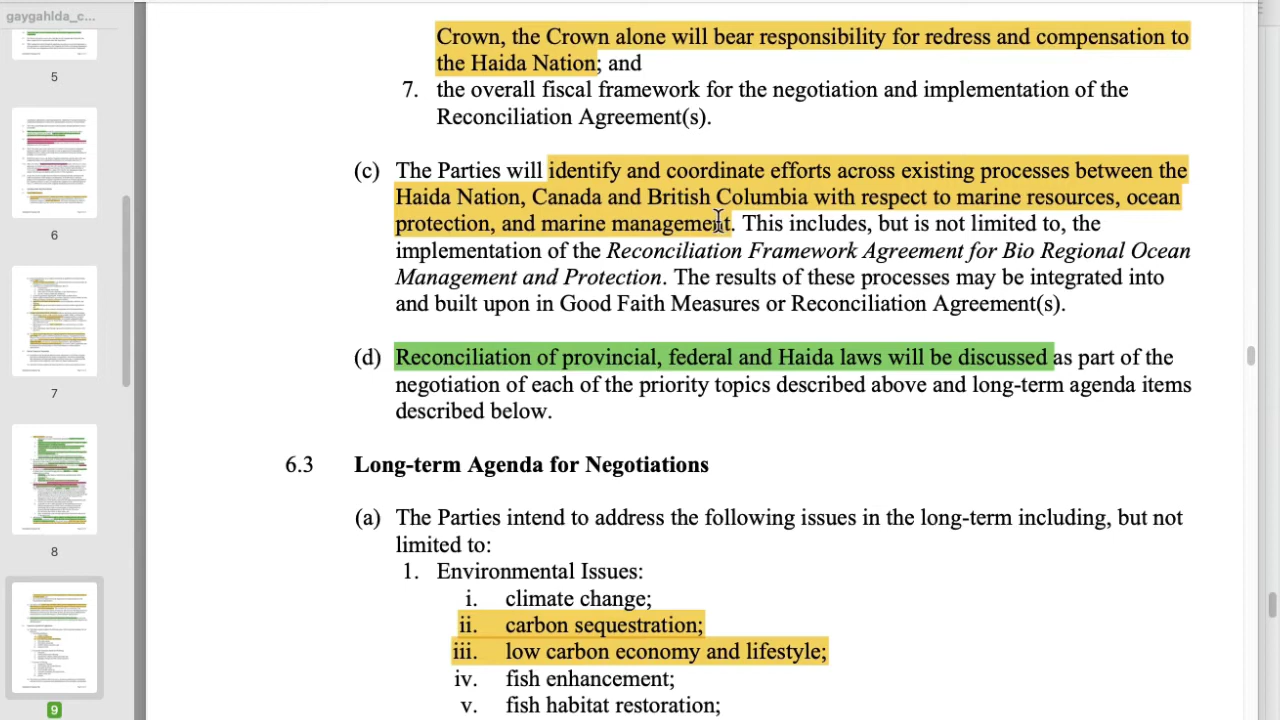 gaygahlda_c...
Crown, the Crown alone will bear responsibility for redress and compensation to
the Haida Nation; and
7. the overall fiscal framework for the negotiation and implementation of the
Reconciliation Agreement(s).
(c) The Parties will identify and coordinate efforts across existing processes between the
Haida Nation, Canada and British Columbia with respect to marine resources, ocean
protection, and marine management. This includes, but is not limited to, the
implementation of the Reconciliation Framework Agreement for Bio Regional Ocean
Management and Protection. The results of these processes may be integrated into
and built upon in Good Faith Measures or Reconciliation Agreement(s).
(d) Reconciliation of provincial, federal and Haida laws will be discussed as part of the
negotiation of each of the priority topics described above and long-term agenda items
described below.
6.3 Long-term Agenda for Negotiations
(a) The Parties intend to address the following issues in the long-term including, but not
limited to:
1. Environmental Issues:
i. climate change;
ii. carbon sequestration;
iii. low carbon economy and lifestyle;
iv. fish enhancement;
v. fish habitat restoration;
5
6
7
8
9